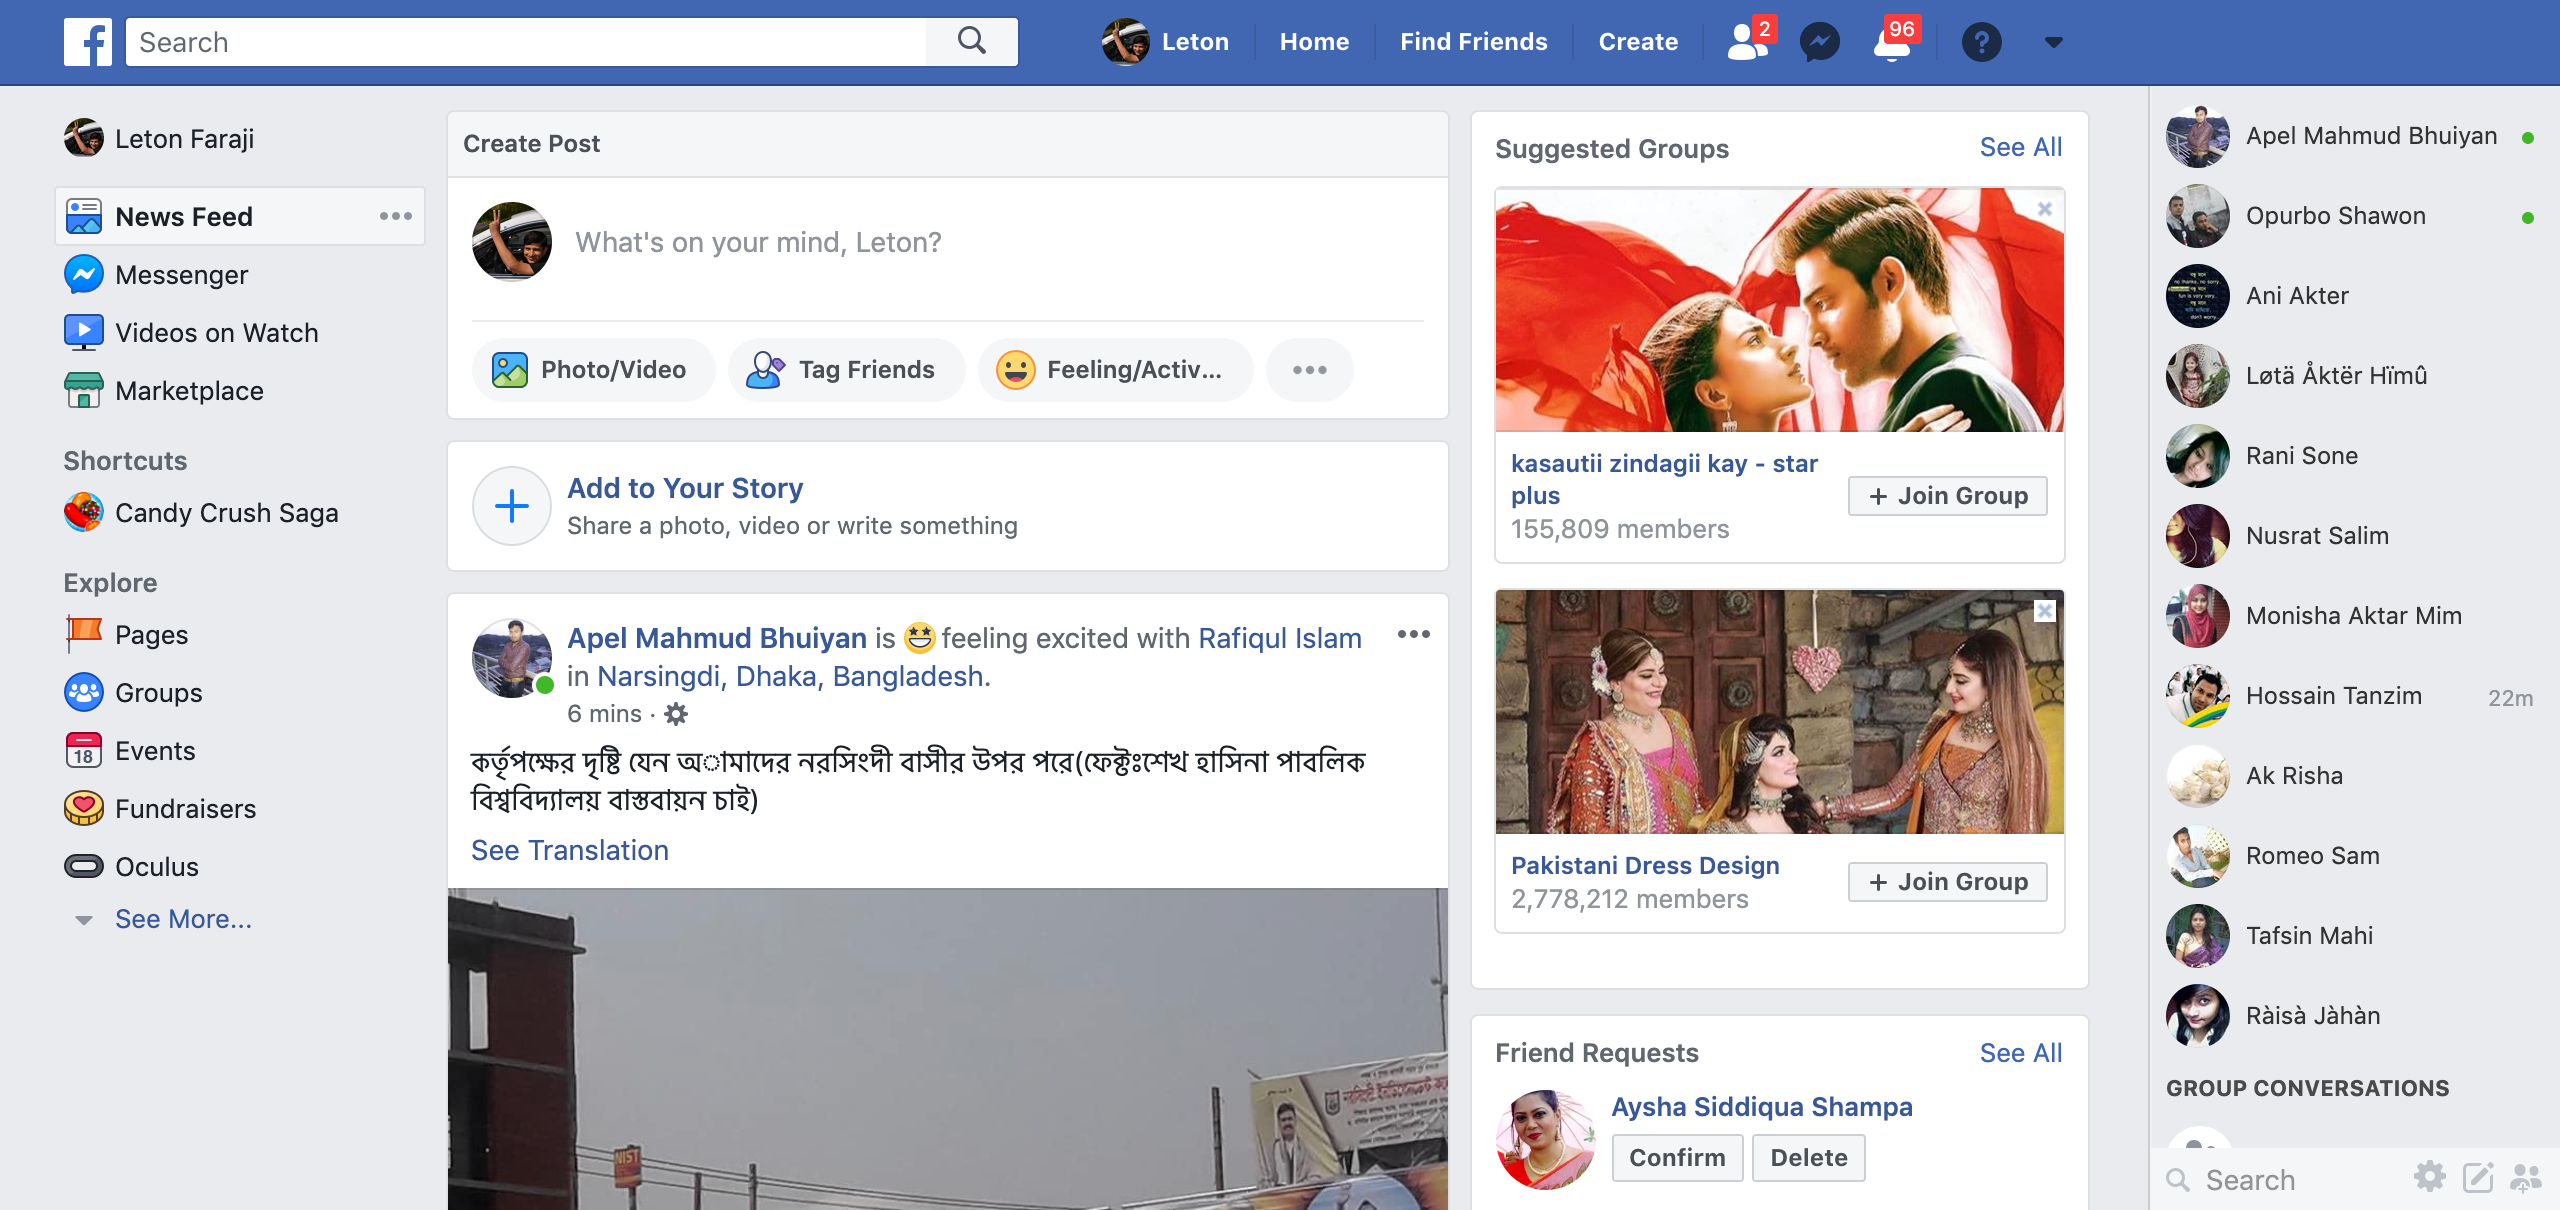 Search
Leton
Home
Find Friends
Create
2
96
Leton Faraji
News Feed
Messenger
Videos on Watch
Marketplace
Shortcuts
Candy Crush Saga
Explore
Pages
Groups
18
Events
Fundraisers
Oculus
See More...
Create Post
What's on your mind, Leton?
Photo/Video
Tag Friends
Feeling/Activ...
Add to Your Story
Share a photo, video or write something
Apel Mahmud Bhuiyan is feeling excited with Rafiqul Islam
in Narsingdi, Dhaka, Bangladesh.
6 mins ·
কর্তৃপক্ষের দৃষ্টি যেন অামাদের নরসিংদী বাসীর উপর পরে(ফেক্টঃশেখ হাসিনা পাবলিক
বিশ্ববিদ্যালয় বাস্তবায়ন চাই)
See Translation
NIST
Suggested Groups
See All
kasautii zindagii kay - star
plus
155,809 members
+ Join Group
Pakistani Dress Design
2,778,212 members
+ Join Group
Friend Requests
See All
Aysha Siddiqua Shampa
Confirm
Delete
Apel Mahmud Bhuiyan
Opurbo Shawon
Ani Akter
Løtä Åktër Hïmû
Rani Sone
Nusrat Salim
Monisha Aktar Mim
Hossain Tanzim
22m
Ak Risha
Romeo Sam
Tafsin Mahi
Ràisà Jàhàn
GROUP CONVERSATIONS
Search